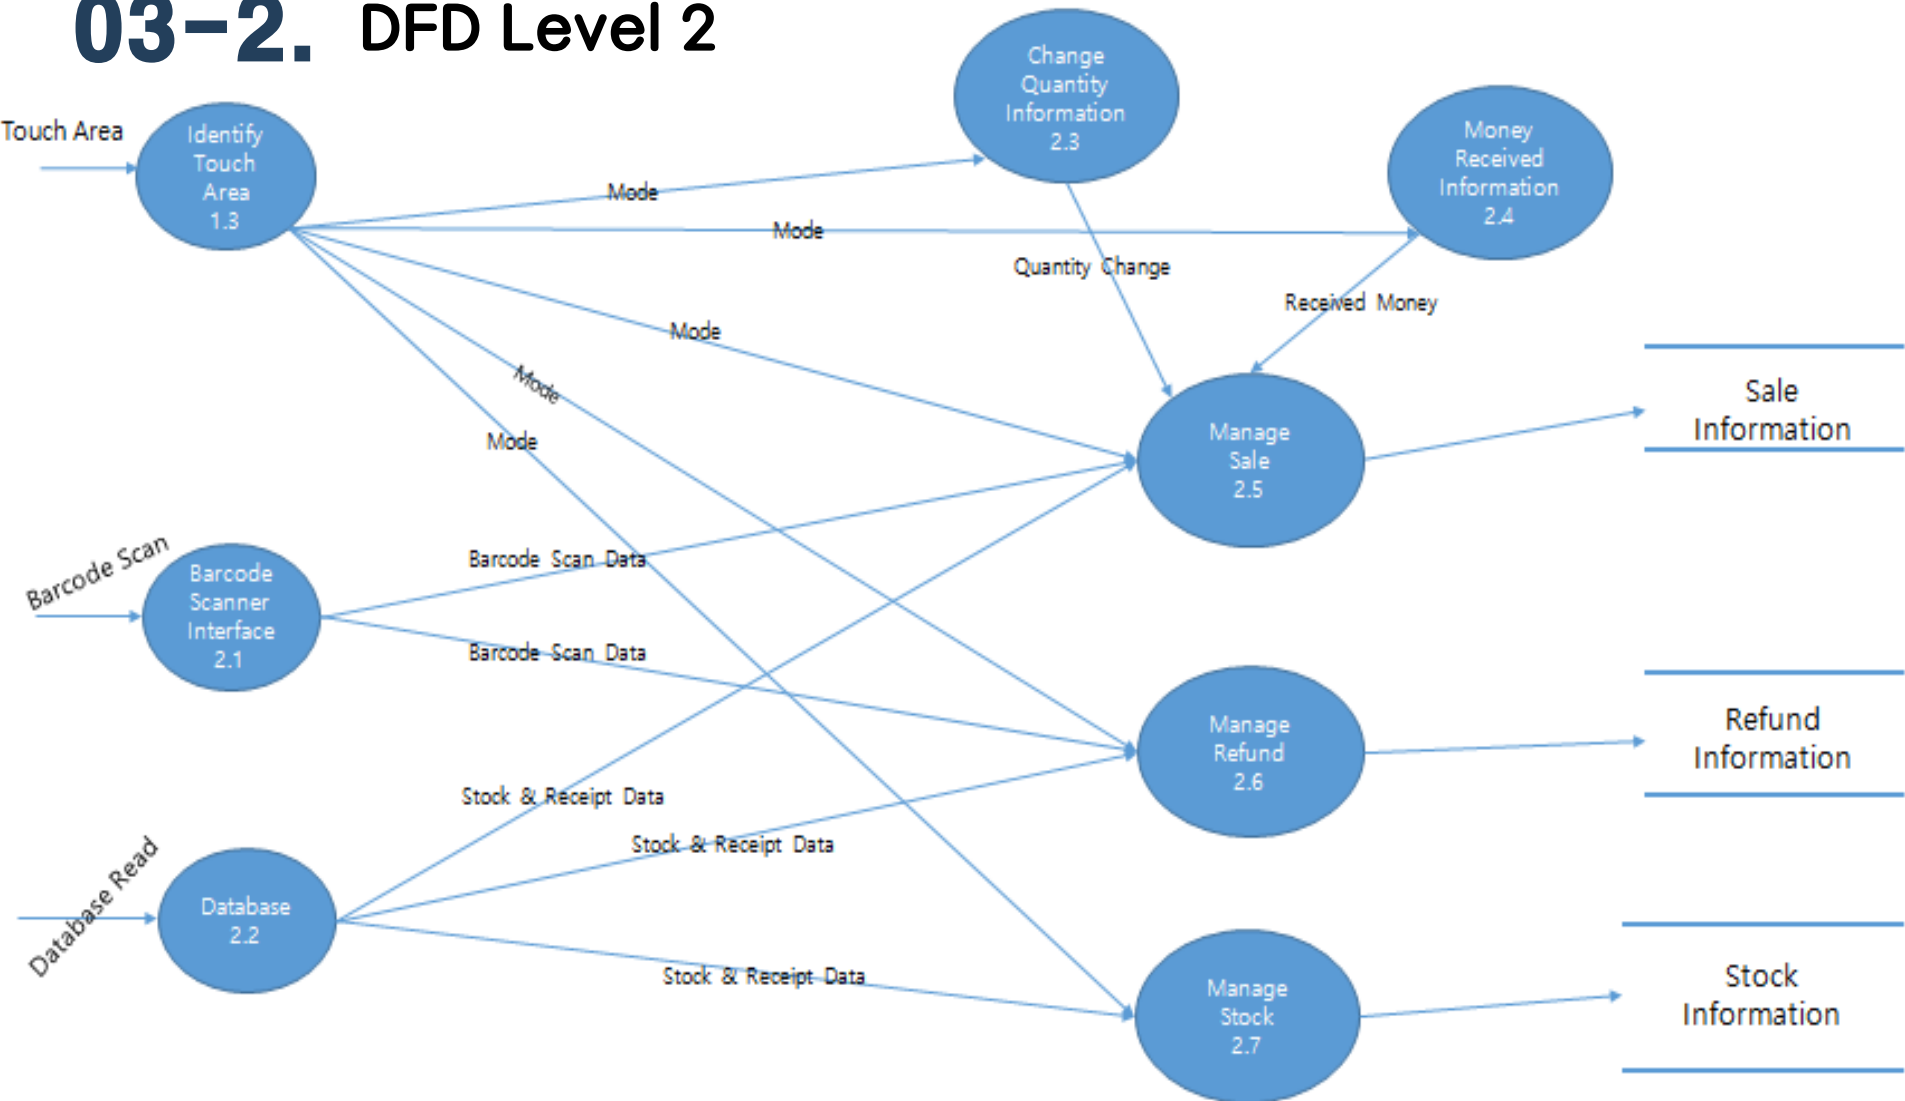 03-2. DFD Level 2
Change
Quantity
Information
2.3
Money
Received
Information
2.4
Touch Area
Identify
Touch
Area
1.3
Mode
Mode
Quantity Change
Received Money
Mode
Mode
Mode
Sale
Information
Manage
Sale
2.5
Barcode Scan
Barcode
Scanner
Interface
2.1
Barcode Scan Data
Barcode Scan Data
Manage
Refund
2.6
Refund
Information
Stock & Receipt Data
Stock & Receipt Data
Database Read
Database
2.2
Stock & Receipt Data
Manage
Stock
2.7
Stock
Information